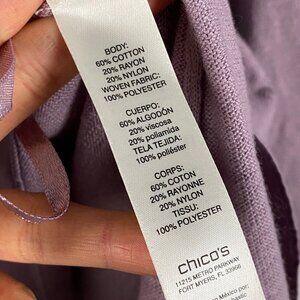 BODY:
60% COTTON
20% RAYON
20% NYLON
WOVEN FABRIC:
100% POLYESTER
CUERPO:
60% ALGODÓN
20% viscosa
20% poliamida
TELA TEJIDA:
100% poliéster
CORPS:
60% COTON
20% RAYONNE
20% NYLON
TISSU:
100% POLYESTER
chico's
11215 METRO PARKWAY
FORT MYERS, FL 33966
México por: